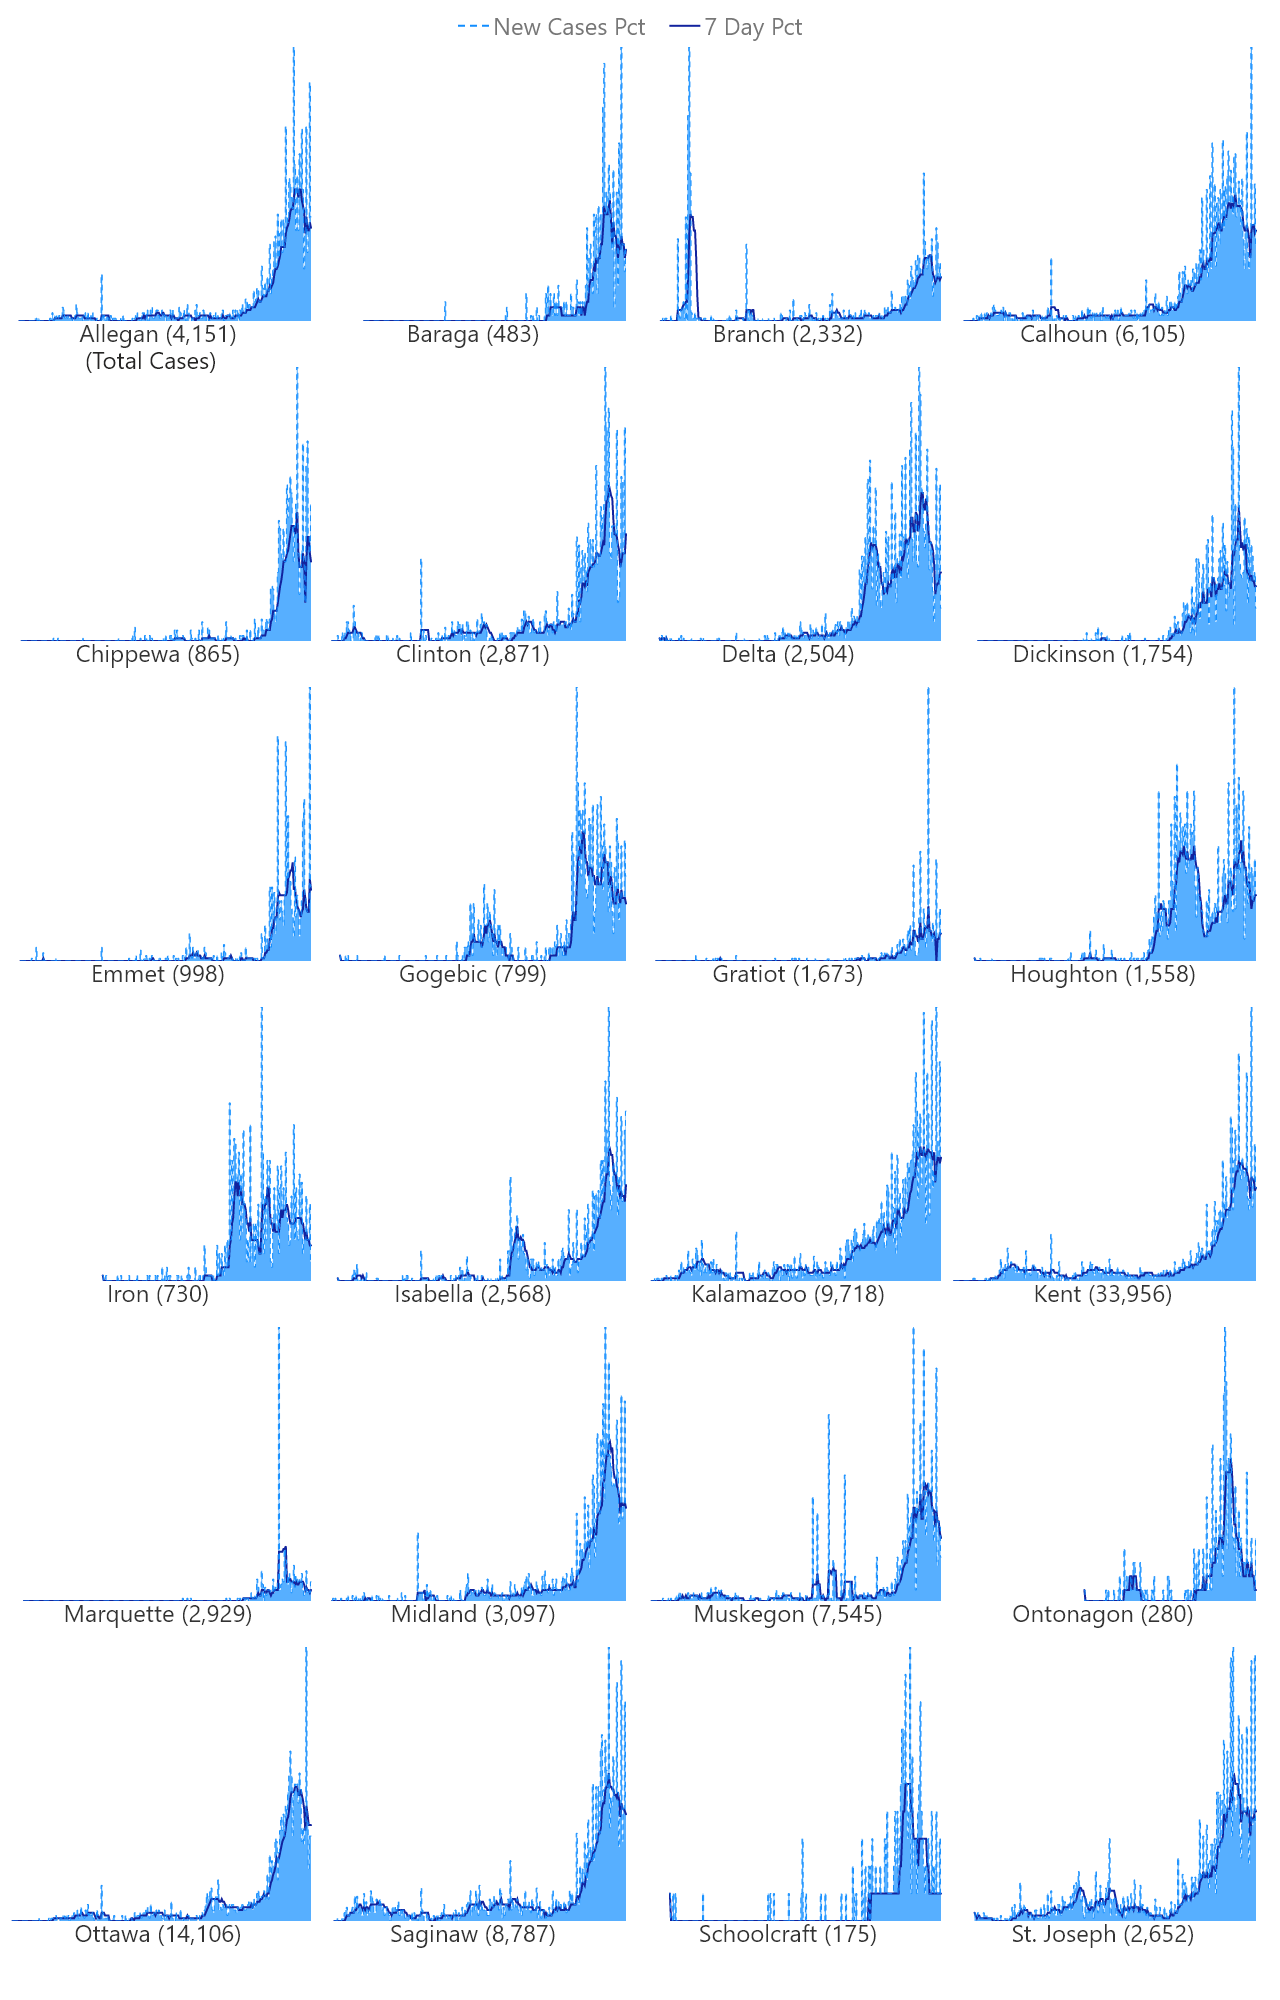 New Cases Pct 7 Day Pct
Allegan (4,151) Baraga (483) Branch (2,332) Calhoun (6,105)
(Total Cases)
Chippewa (865) Clinton (2,871) Delta (2,504) Dickinson (1,754)
Emmet (998) Gogebic (799) Gratiot (1,673) Houghton (1,558)
Iron (730) Isabella (2,568) Kalamazoo (9,718) Kent (33,956)
Marquette (2,929) Midland (3,097) Muskegon (7,545) Ontonagon (280)
Ottawa (14,106) Saginaw (8,787) Schoolcraft (175) St. Joseph (2,652)